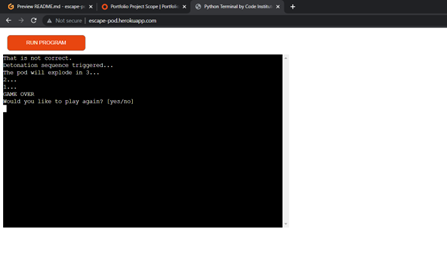 Preview README.md - escape-p
Portfolio Project Scope | Portfoli
Python Terminal by Code Institut
Not secure | escape-pod.herokuapp.com
RUN PROGRAM
That is not correct.
Detonation sequence triggered...
The pod will explode in 3...
2...
1...
GAME OVER
Would you like to play again? [yes/no]